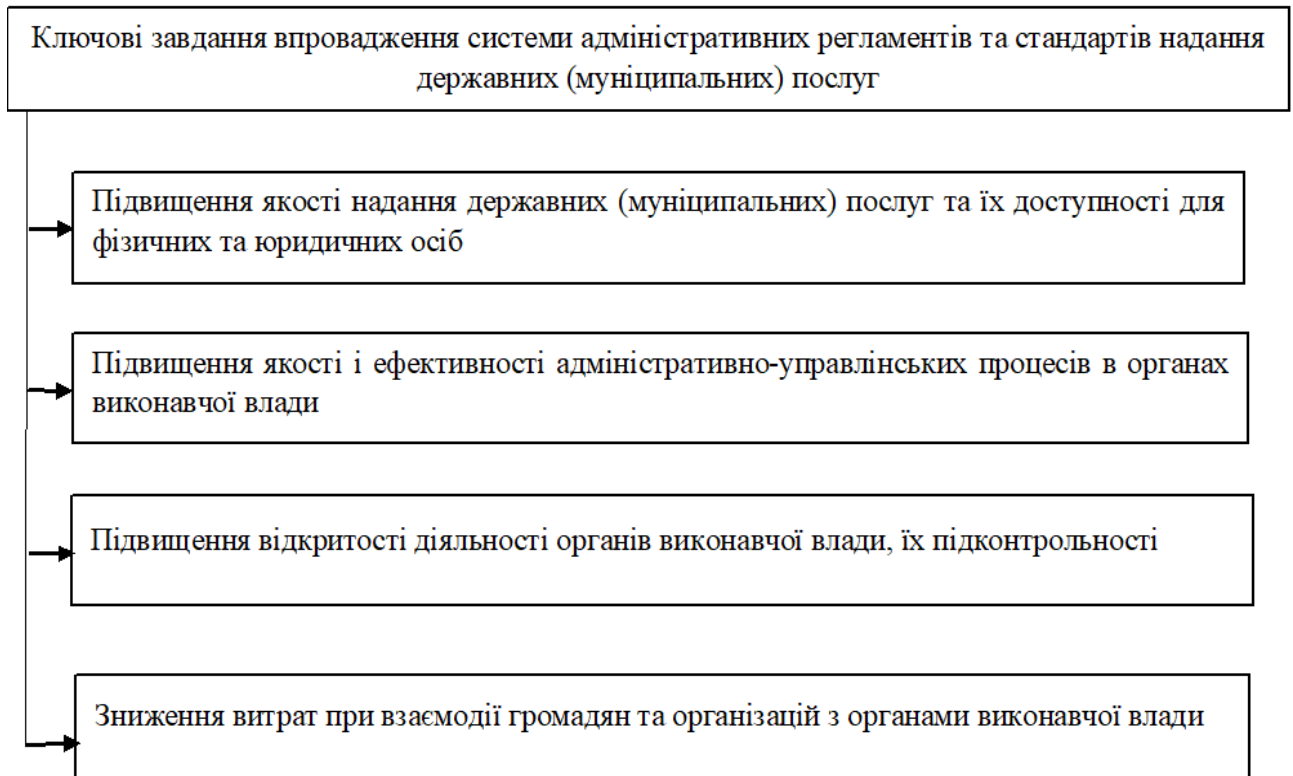 Ключові завдання впровадження системи адміністративних регламентів та стандартів надання
державних (муніципальних) послуг
Підвищення якості надання державних (муніципальних) послуг та їх доступності для
фізичних та юридичних осіб
Підвищення якості і ефективності адміністративно-управлінських процесів в органах
виконавчої влади
Підвищення відкритості діяльності органів виконавчої влади, їх підконтрольності
Зниження витрат при взаємодії громадян та організацій з органами виконавчої влади